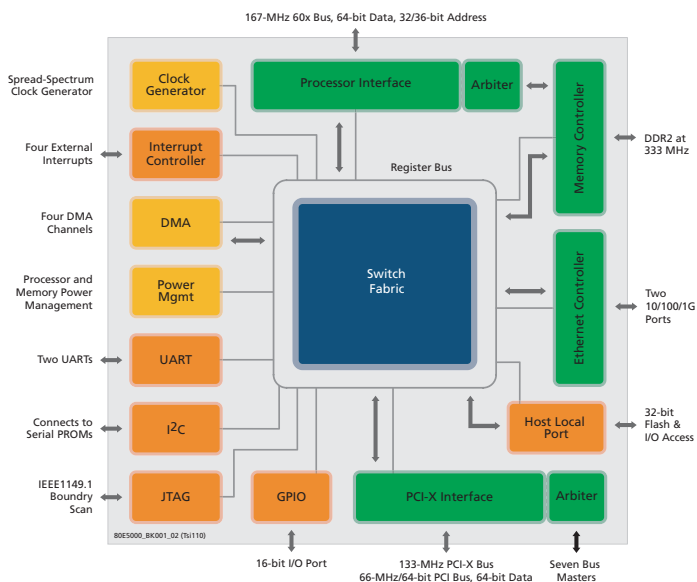 167-MHz 60x Bus, 64-bit Data, 32/36-bit Address
Spread-Spectrum
Clock Generator
Clock
Generator
Processor Interface
Arbiter
Memory Controller
DDR2 at
333 MHz
Four External
Interrupts
Interrupt
Controller
Register Bus
Four DMA
Channels
DMA
Switch
Fabric
Processor and
Memory Power
Management
Power
Mgmt
Ethernet Controller
Two
10/100/1G
Ports
Two UARTs
UART
Connects to
Serial PROMs
I2C
Host Local
Port
32-bit
Flash &
I/O Access
IEEE1149.1
Boundry
Scan
JTAG
GPIO
PCI-X Interface
Arbiter
80E5000_BK001_02 (Tsi110)
16-bit I/O Port
133-MHz PCI-X Bus
66-MHz/64-bit PCI Bus, 64-bit Data
Seven Bus
Masters